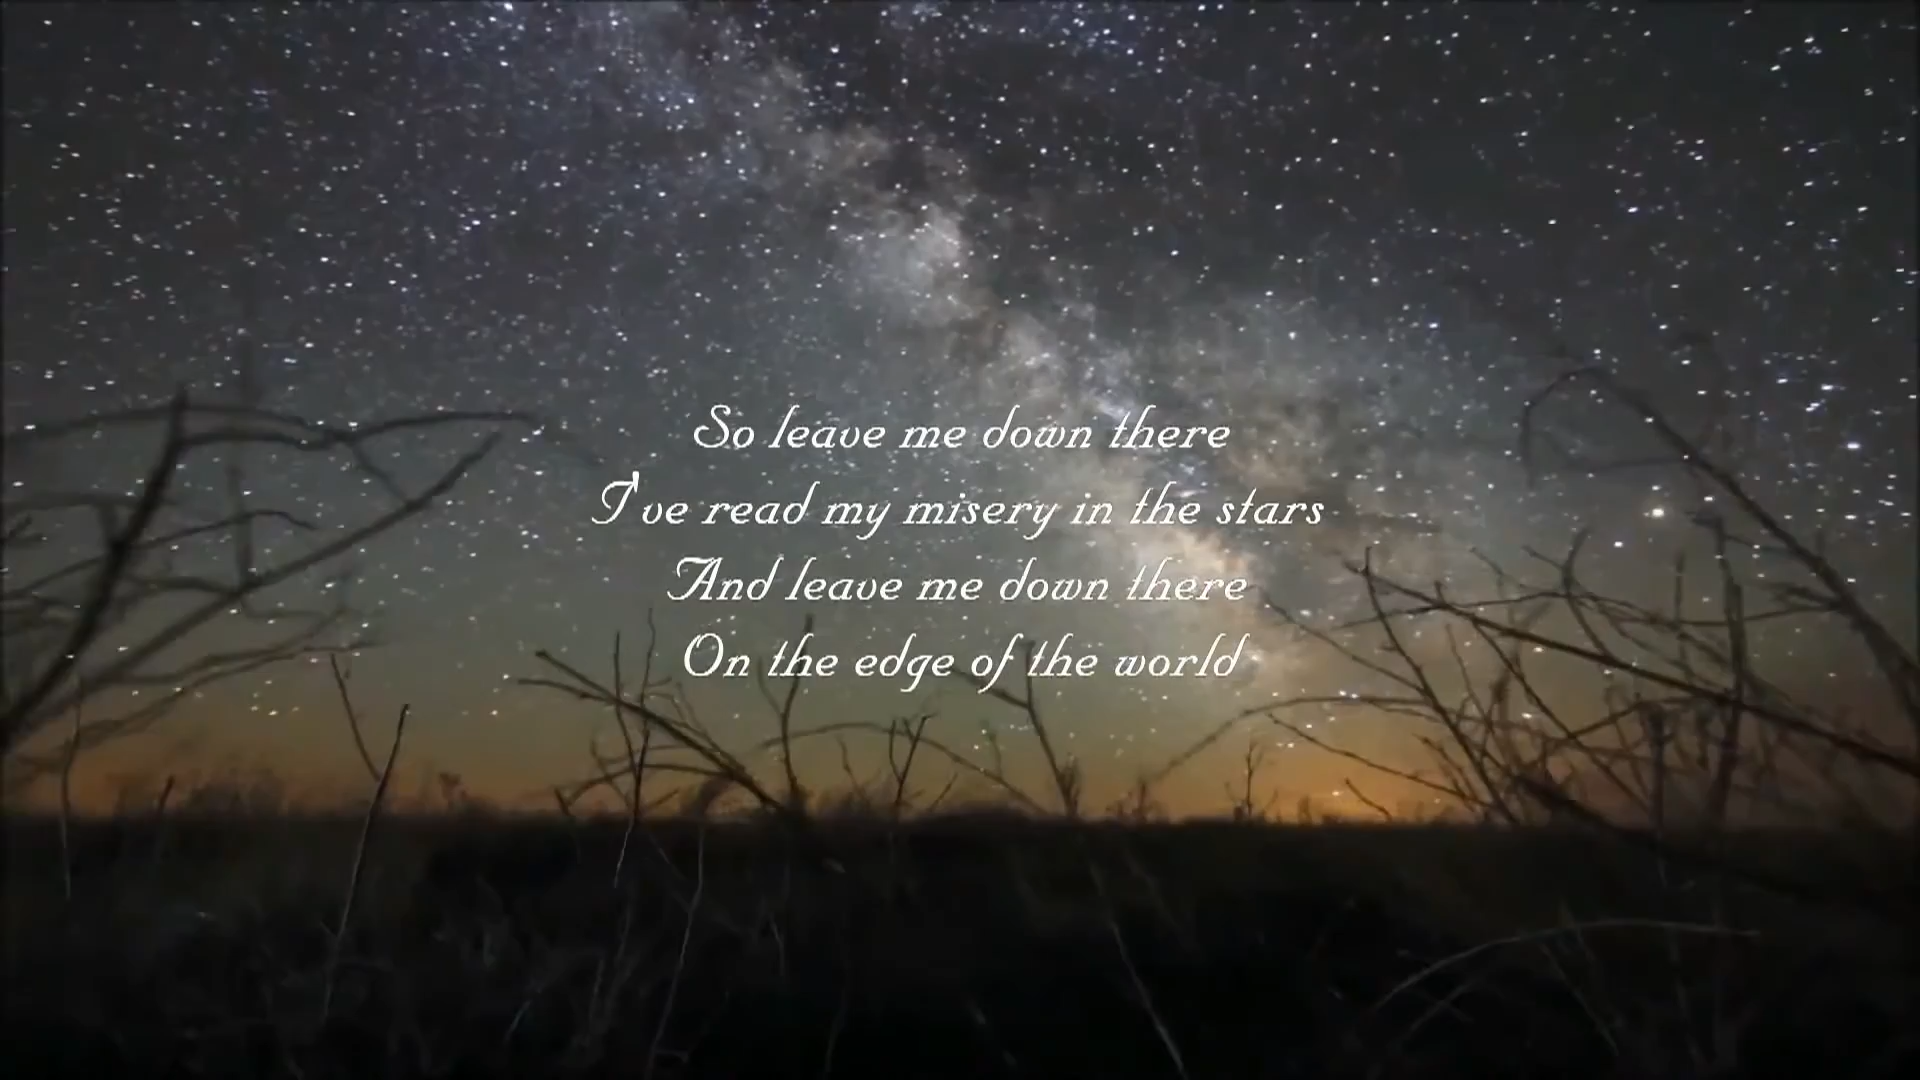 So leave me down there
I've read my misery in the stars
And leave me down there
On the edge of the world